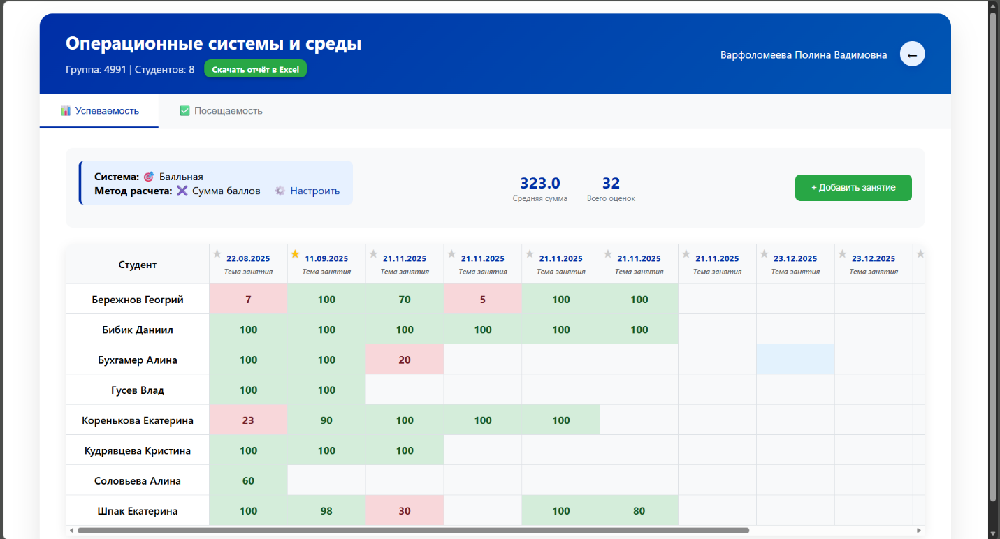 Операционные системы и среды
Группа: 4991 | Студентов: 8 Скачать отчёт в Excel
Варфоломеева Полина Вадимовна ←
Успеваемость Посещаемость
Система: Балльная
Метод расчета: Сумма баллов Настроить
323.0 32
Средняя сумма Всего оценок
+ Добавить занятие
Студент 22.08.2025 11.09.2025 21.11.2025 21.11.2025 21.11.2025 21.11.2025 21.11.2025 23.12.2025 23.12.2025
Тема занятия Тема занятия Тема занятия Тема занятия Тема занятия Тема занятия Тема занятия Тема занятия Тема занятия
Бережнов Геогрий 7 100 70 5 100 100
Бибик Даниил 100 100 100 100 100 100
Бухгамер Алина 100 100 20
Гусев Влад 100 100
Коренькова Екатерина 23 90 100 100 100
Кудрявцева Кристина 100 100 100
Соловьева Алина 60
Шпак Екатерина 100 98 30 100 80